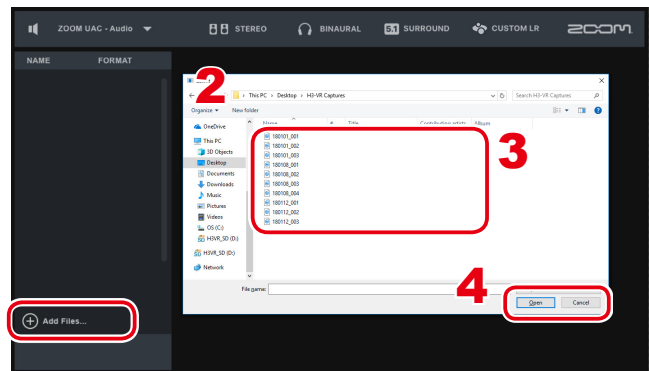 ZOOM UAC - Audio
STEREO
BINAURAL
5.1 SURROUND
CUSTOM LR
ZOOM
NAME FORMAT
2
This PC > Desktop > H3-VR Captures
Search H3-VR Captures
Organize
New folder
Name # Title Contributing artists Album
OneDrive
This PC
3D Objects
Desktop
Documents
Downloads
Music
Pictures
Videos
OS (C:)
H3VR_SD (D:)
H3VR_SD (D:)
Network
180101_001
180101_002
180101_003
180108_001
180108_002
180108_003
180108_004
180112_001
180112_002
180112_003
3
File name:
4
Open Cancel
Add Files...